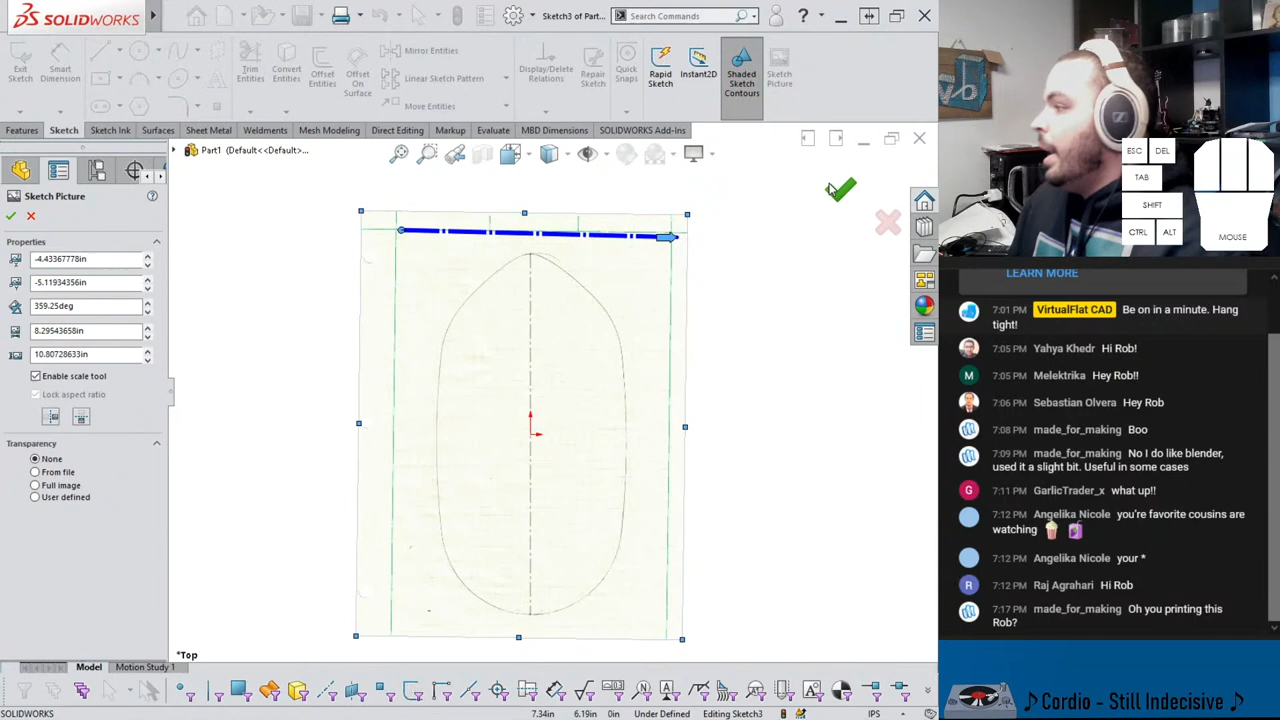 SOLIDWORKS
Sketch3 of Part...
Search Commands
Exit Sketch
Smart Dimension
Trim Entities
Convert Entities
Offset Entities
Offset On Surface
Mirror Entities
Linear Sketch Pattern
Move Entities
Display/Delete Relations
Repair Sketch
Quick Snaps
Rapid Sketch
Instant2D
Shaded Sketch Contours
Sketch Picture
Features Sketch Sketch Ink Surfaces Sheet Metal Weldments Mesh Modeling Direct Editing Markup Evaluate MBD Dimensions SOLIDWORKS Add-Ins
Part1 (Default<<Default>...
Sketch Picture
Properties
-4.43367778in
-5.11934356in
359.25deg
8.29543658in
10.80728633in
Enable scale tool
Lock aspect ratio
Transparency
None
From file
Full image
User defined
*Top
Model Motion Study 1
SOLIDWORKS
7.34in 6.19in 0in Under Defined Editing Sketch3 IPS
ESC DEL
TAB
SHIFT
CTRL ALT
MOUSE
LEARN MORE
7:01 PM VirtualFlat CAD Be on in a minute. Hang
tight!
7:05 PM Yahya Khedr Hi Rob!
7:05 PM Melektrika Hey Rob!!
7:06 PM Sebastian Olvera Hey Rob
7:08 PM made_for_making Boo
7:09 PM made_for_making No I do like blender,
used it a slight bit. Useful in some cases
7:11 PM GarlicTrader_x what up!!
7:12 PM Angelika Nicole you're favorite cousins are
watching
7:12 PM Angelika Nicole your *
7:12 PM Raj Agrahari Hi Rob
7:17 PM made_for_making Oh you printing this
Rob?
♪ Cordio - Still Indecisive ♪